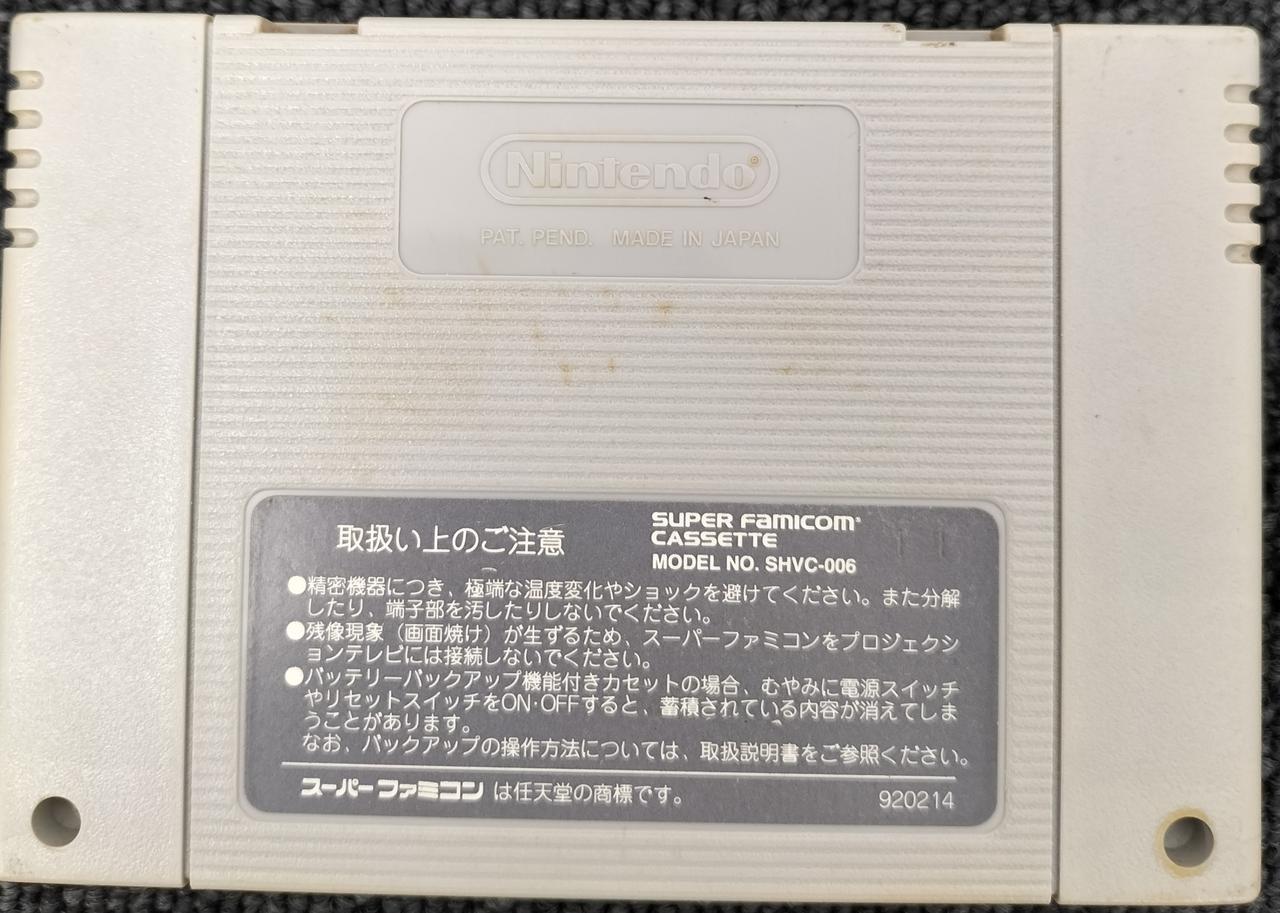 Nintendo®
PAT. PEND. MADE IN JAPAN
取扱い上のご注意
SUPER FAMICOM®
CASSETTE
MODEL NO. SHVC-006
●精密機器につき、極端な温度変化やショックを避けてください。また分解
したり、端子部を汚したりしないでください。
●残像現象（画面焼け）が生ずるため、スーパーファミコンをプロジェクシ
ョンテレビには接続しないでください。
●バッテリーバックアップ機能付きカセットの場合、むやみに電源スイッチ
やリセットスイッチをON·OFFすると、蓄積されている内容が消えてしま
うことがあります。
なお、バックアップの操作方法については、取扱説明書をご参照ください。
スーパーファミコン は任天堂の商標です。
920214